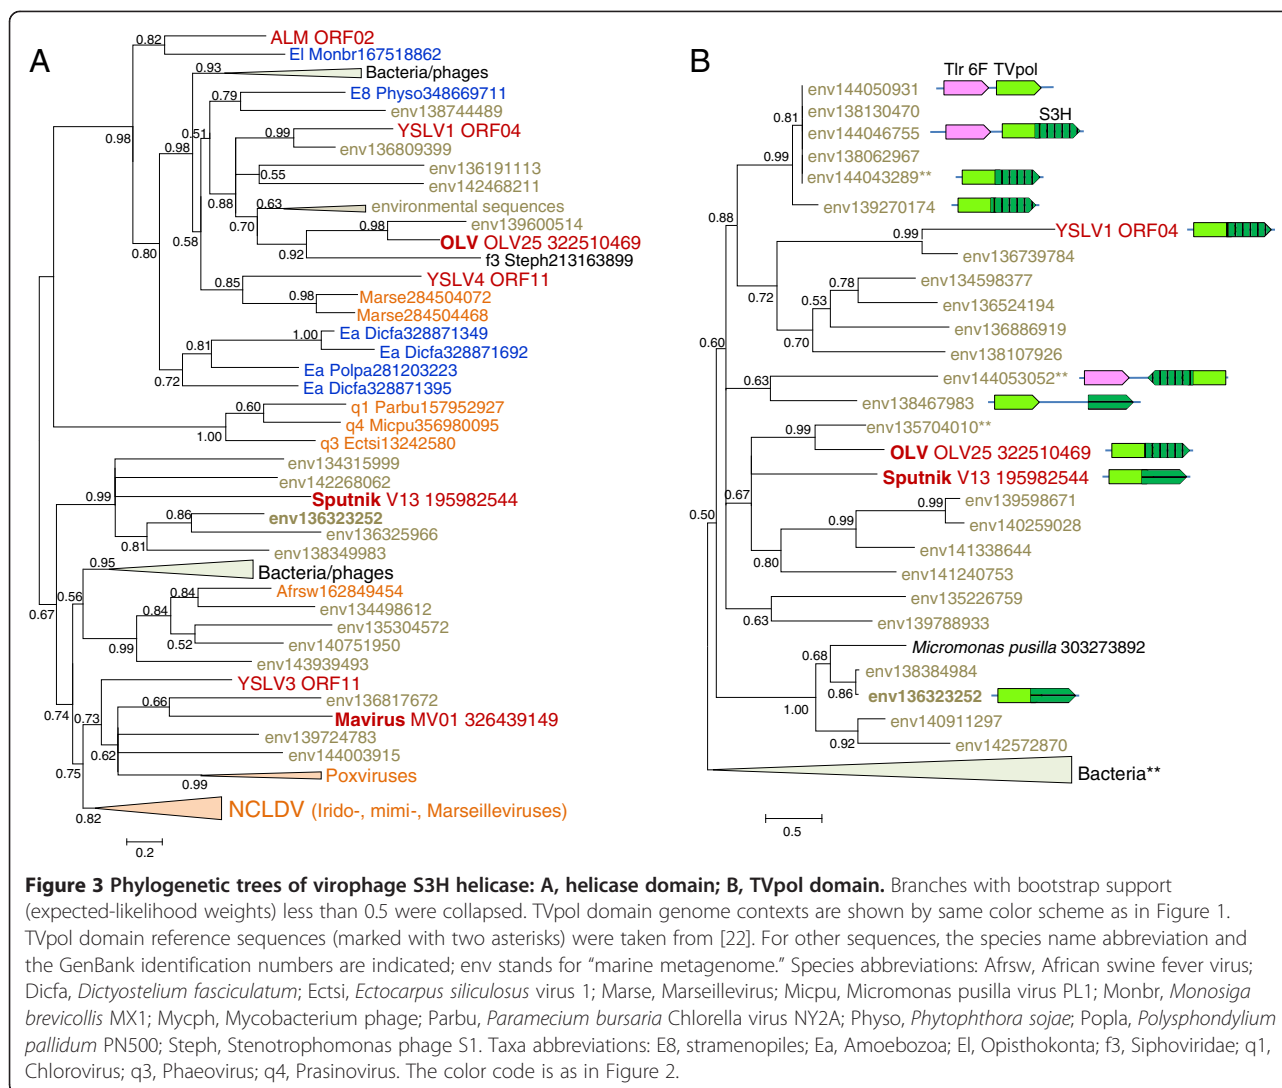 A
0.82
ALM ORF02
El Monbr167518862
0.93
Bacteria/phages
0.79
E8 Physo348669711
env138744489
0.98
0.98
0.51
0.99
YSLV1 ORF04
env136809399
env136191113
0.55
env142468211
0.88
0.63
environmental sequences
0.70
env139600514
0.98
OLV OLV25 322510469
0.58
0.92
f3 Steph213163899
0.80
YSLV4 ORF11
0.85
0.98
Marse284504072
Marse284504468
Ea Dicfa328871349
1.00
0.81
Ea Dicfa328871692
Ea Polpa281203223
0.72
Ea Dicfa328871395
0.60
q1 Parbu157952927
q4 Micpu356980095
1.00
q3 Ectsi13242580
env134315999
env142268062
0.99
Sputnik V13 195982544
0.86
env136323252
env136325966
0.81
env138349983
0.95
Bacteria/phages
0.56
0.84
Afrsw162849454
0.67
0.84
env134498612
env135304572
0.52
env140751950
0.99
env143939493
YSLV3 ORF11
0.74
0.73
0.66
env136817672
Mavirus MV01 326439149
env139724783
0.62
env144003915
0.75
Poxviruses
0.99
NCLDV (Irido-, mimi-, Marseilleviruses)
0.82
0.2
B
Tlr 6F TVpol
env144050931
env138130470
0.81
S3H
env144046755
env138062967
0.99
env144043289**
env139270174
0.88
0.99
YSLV1 ORF04
env136739784
0.72
0.78
env134598377
0.53
env136524194
env136886919
0.70
env138107926
0.60
0.63
env144053052**
env138467983
0.99
env135704010**
OLV OLV25 322510469
Sputnik V13 195982544
0.67
0.99
env139598671
0.50
0.99
env140259028
env141338644
0.80
env141240753
env135226759
0.63
env139788933
Micromonas pusilla 303273892
0.68
env138384984
0.86
env136323252
1.00
env140911297
0.92
env142572870
Bacteria**
0.5
Figure 3 Phylogenetic trees of virophage S3H helicase: A, helicase domain; B, TVpol domain. Branches with bootstrap support
(expected-likelihood weights) less than 0.5 were collapsed. TVpol domain genome contexts are shown by same color scheme as in Figure 1.
TVpol domain reference sequences (marked with two asterisks) were taken from [22]. For other sequences, the species name abbreviation and
the GenBank identification numbers are indicated; env stands for “marine metagenome.” Species abbreviations: Afrsw, African swine fever virus;
Dicfa, Dictyostelium fasciculatum; Ectsi, Ectocarpus siliculosus virus 1; Marse, Marseillevirus; Micpu, Micromonas pusilla virus PL1; Monbr, Monosiga
brevicollis MX1; Mycph, Mycobacterium phage; Parbu, Paramecium bursaria Chlorella virus NY2A; Physo, Phytophthora sojae; Popla, Polysphondylium
pallidum PN500; Steph, Stenotrophomonas phage S1. Taxa abbreviations: E8, stramenopiles; Ea, Amoebozoa; El, Opisthokonta; f3, Siphoviridae; q1,
Chlorovirus; q3, Phaeovirus; q4, Prasinovirus. The color code is as in Figure 2.